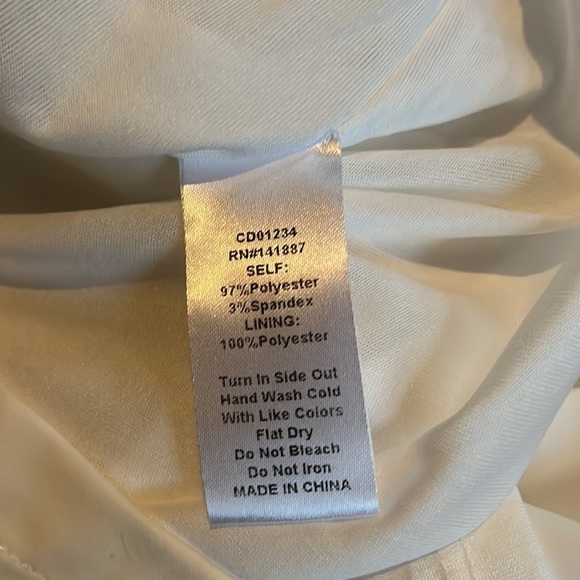 CD01234
RN#141887
SELF:
97%Polyester
3%Spandex
LINING:
100%Polyester
Turn In Side Out
Hand Wash Cold
With Like Colors
Flat Dry
Do Not Bleach
Do Not Iron
MADE IN CHINA